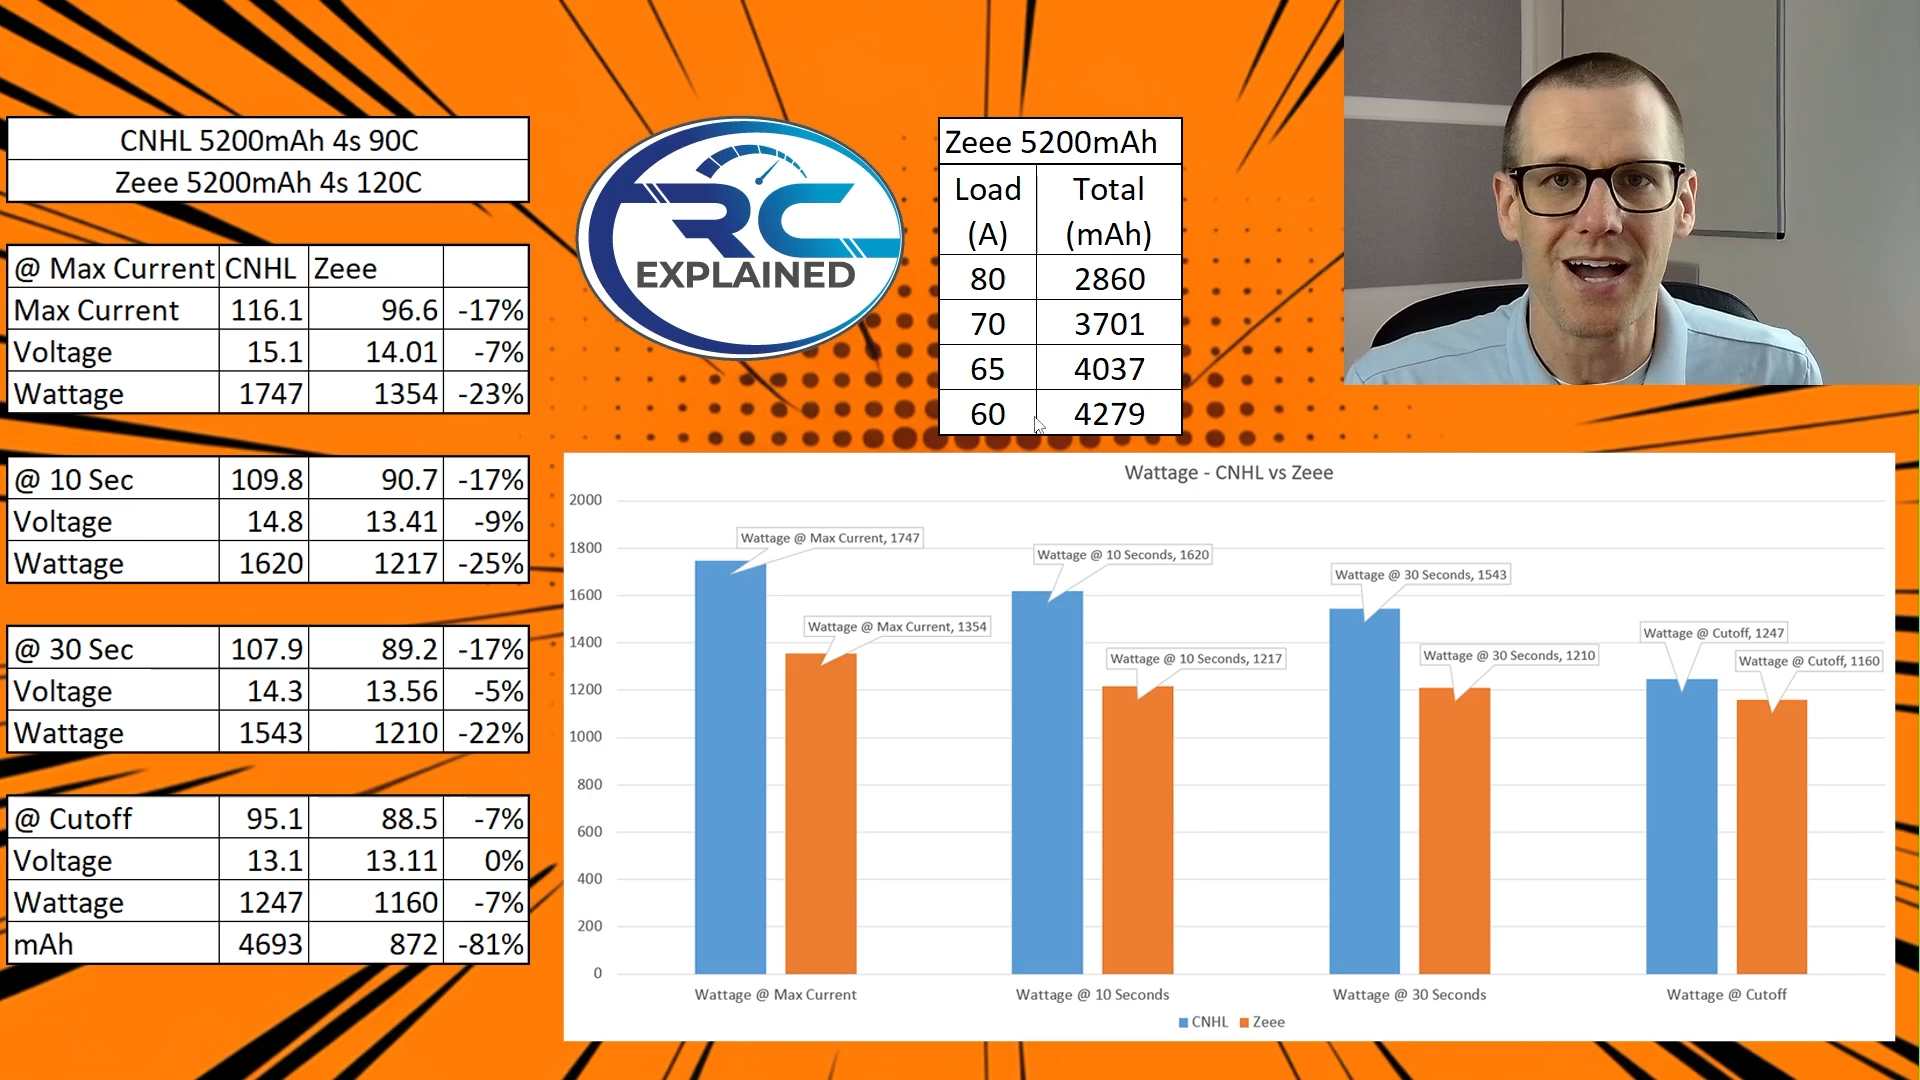 CNHL 5200mAh 4s 90C
Zeee 5200mAh 4s 120C
@ Max Current CNHL Zeee
Max Current 116.1 96.6 -17%
Voltage 15.1 14.01 -7%
Wattage 1747 1354 -23%
@ 10 Sec 109.8 90.7 -17%
Voltage 14.8 13.41 -9%
Wattage 1620 1217 -25%
@ 30 Sec 107.9 89.2 -17%
Voltage 14.3 13.56 -5%
Wattage 1543 1210 -22%
@ Cutoff 95.1 88.5 -7%
Voltage 13.1 13.11 0%
Wattage 1247 1160 -7%
mAh 4693 872 -81%
RC
EXPLAINED
Zeee 5200mAh
Load Total
(A) (mAh)
80 2860
70 3701
65 4037
60 4279
Wattage - CNHL vs Zeee
2000
1800
1600
1400
1200
1000
800
600
400
200
0
Wattage @ Max Current, 1747
Wattage @ Max Current, 1354
Wattage @ 10 Seconds, 1620
Wattage @ 10 Seconds, 1217
Wattage @ 30 Seconds, 1543
Wattage @ 30 Seconds, 1210
Wattage @ Cutoff, 1247
Wattage @ Cutoff, 1160
Wattage @ Max Current Wattage @ 10 Seconds Wattage @ 30 Seconds Wattage @ Cutoff
CNHL Zeee